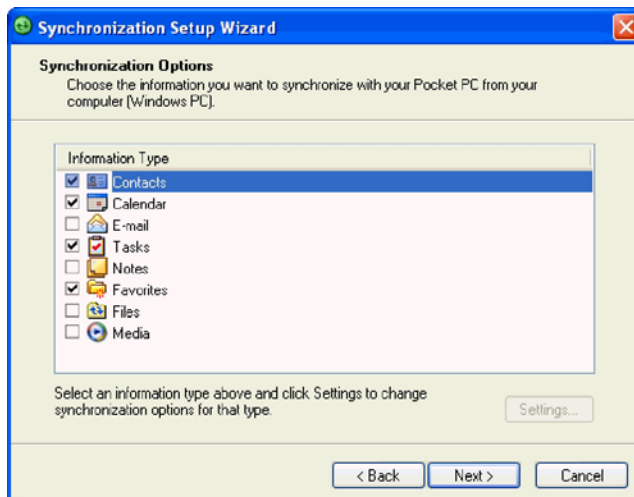 Synchronization Setup Wizard
Synchronization Options
Choose the information you want to synchronize with your Pocket PC from your
computer (Windows PC).
Information Type
Contacts
Calendar
E-mail
Tasks
Notes
Favorites
Files
Media
Select an information type above and click Settings to change
synchronization options for that type.
Settings...
< Back
Next >
Cancel